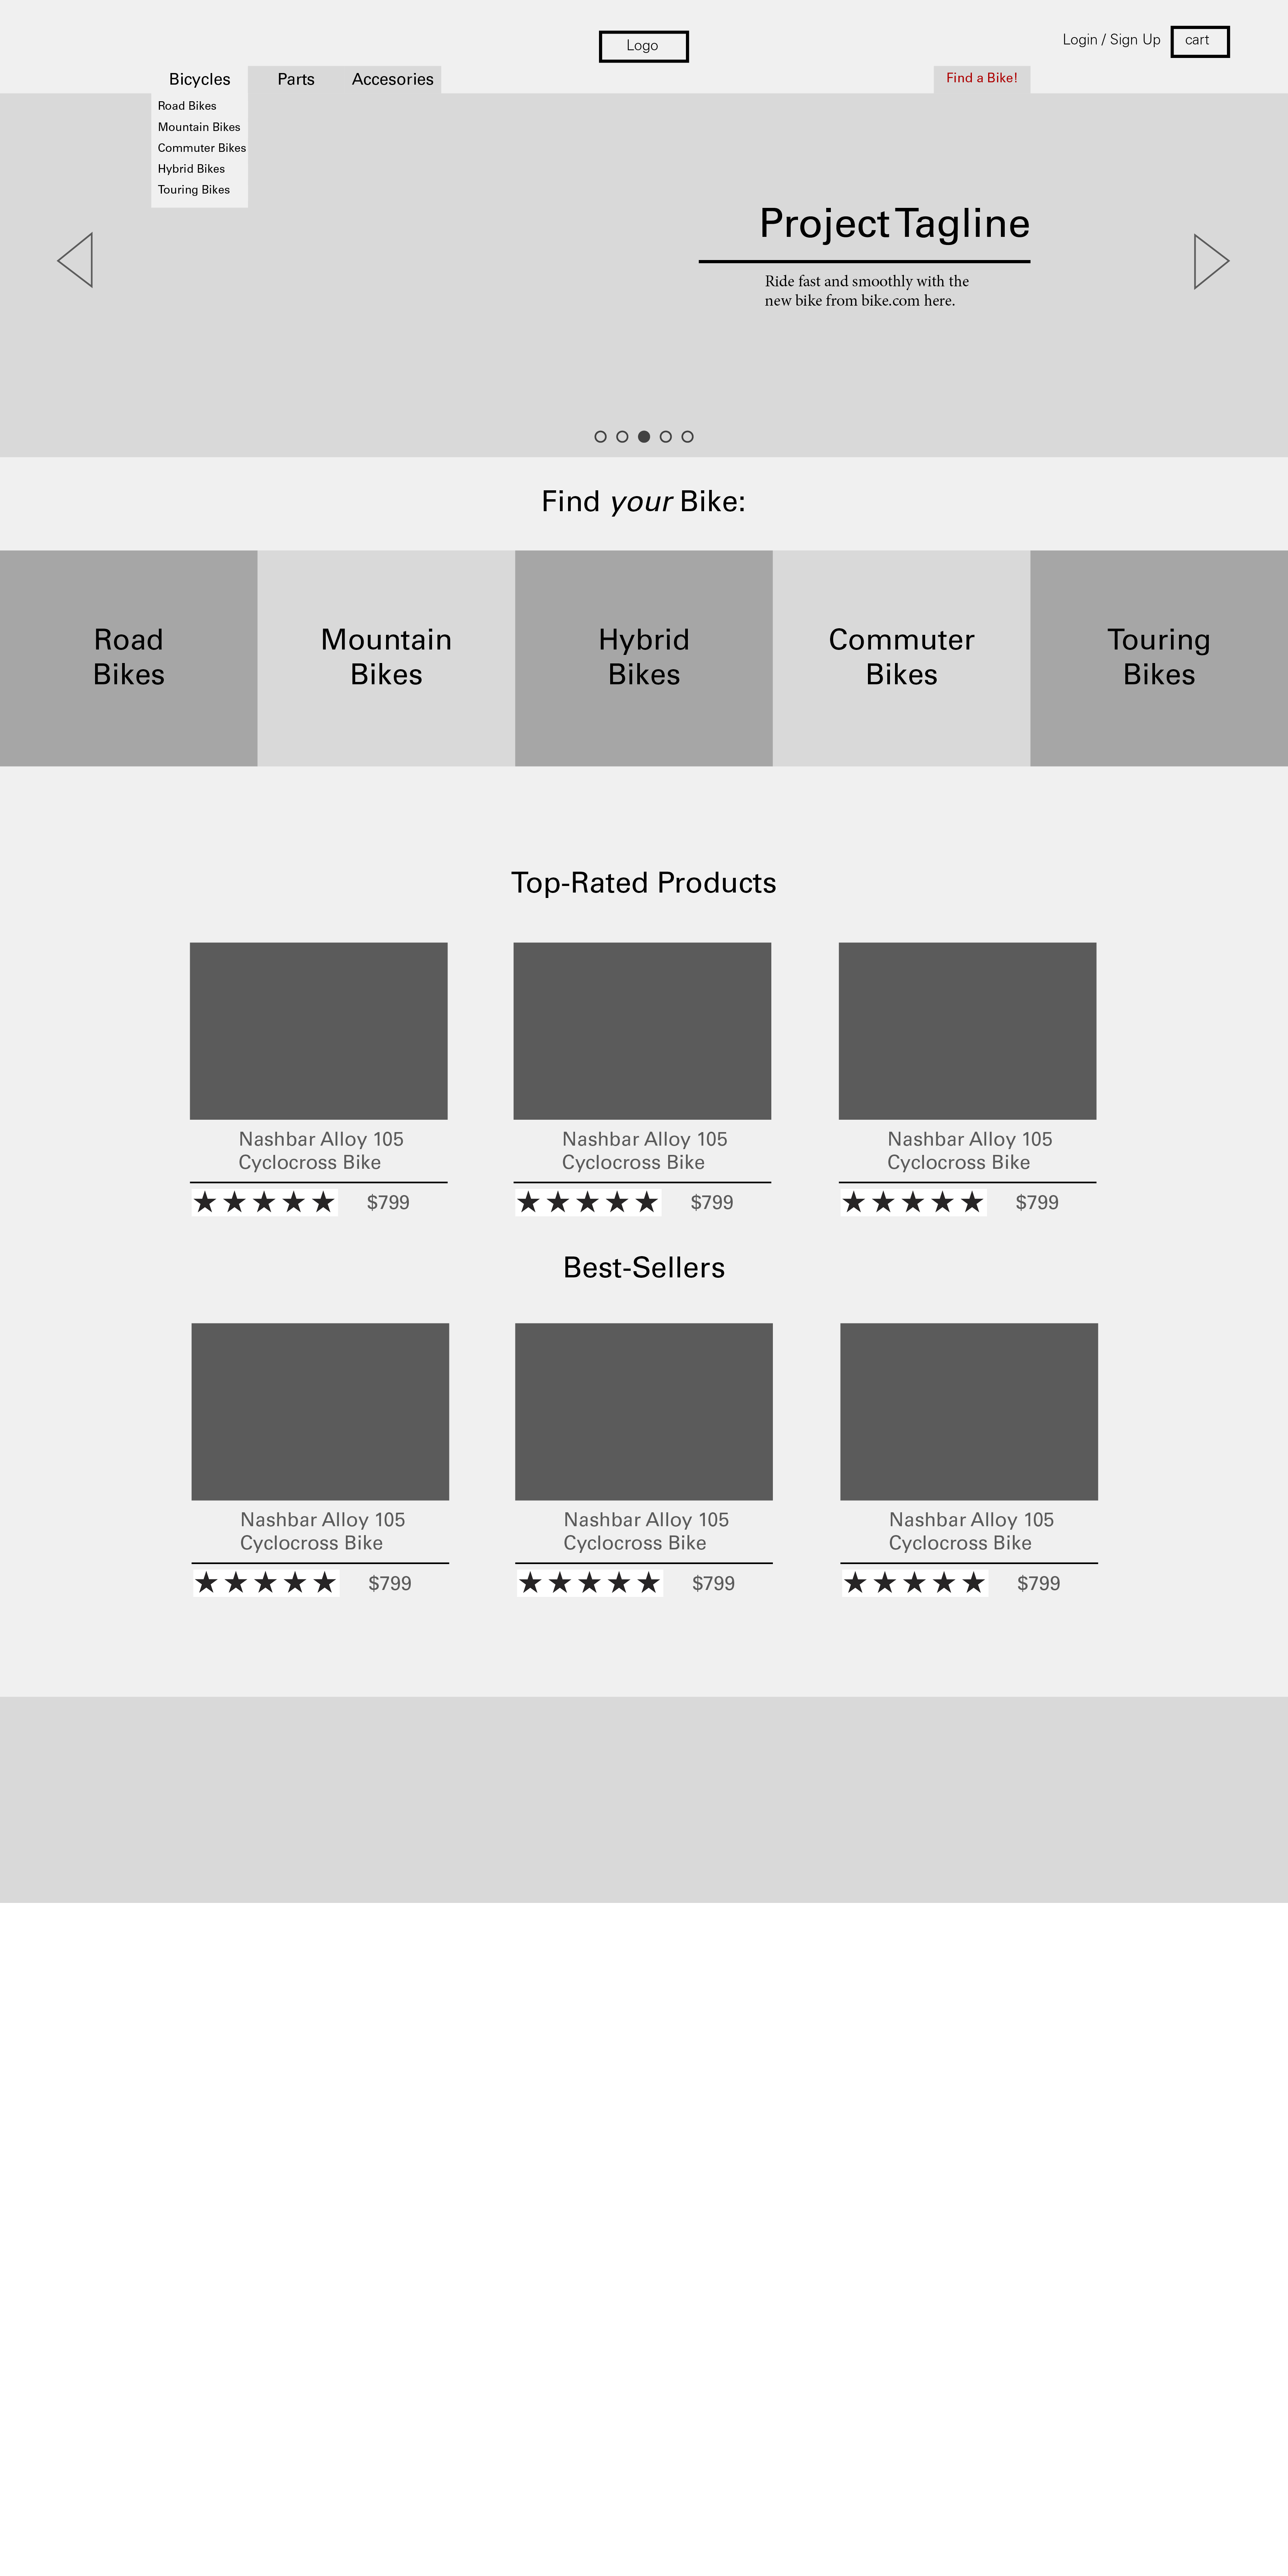 Logo
Login / Sign Up
cart
Bicycles
Parts
Accesories
Find a Bike!
Road Bikes
Mountain Bikes
Commuter Bikes
Hybrid Bikes
Touring Bikes
Project Tagline
Ride fast and smoothly with the
new bike from bike.com here.
Find your Bike:
Road
Bikes
Mountain
Bikes
Hybrid
Bikes
Commuter
Bikes
Touring
Bikes
Top-Rated Products
Nashbar Alloy 105
Cyclocross Bike
$799
Nashbar Alloy 105
Cyclocross Bike
$799
Nashbar Alloy 105
Cyclocross Bike
$799
Best-Sellers
Nashbar Alloy 105
Cyclocross Bike
$799
Nashbar Alloy 105
Cyclocross Bike
$799
Nashbar Alloy 105
Cyclocross Bike
$799